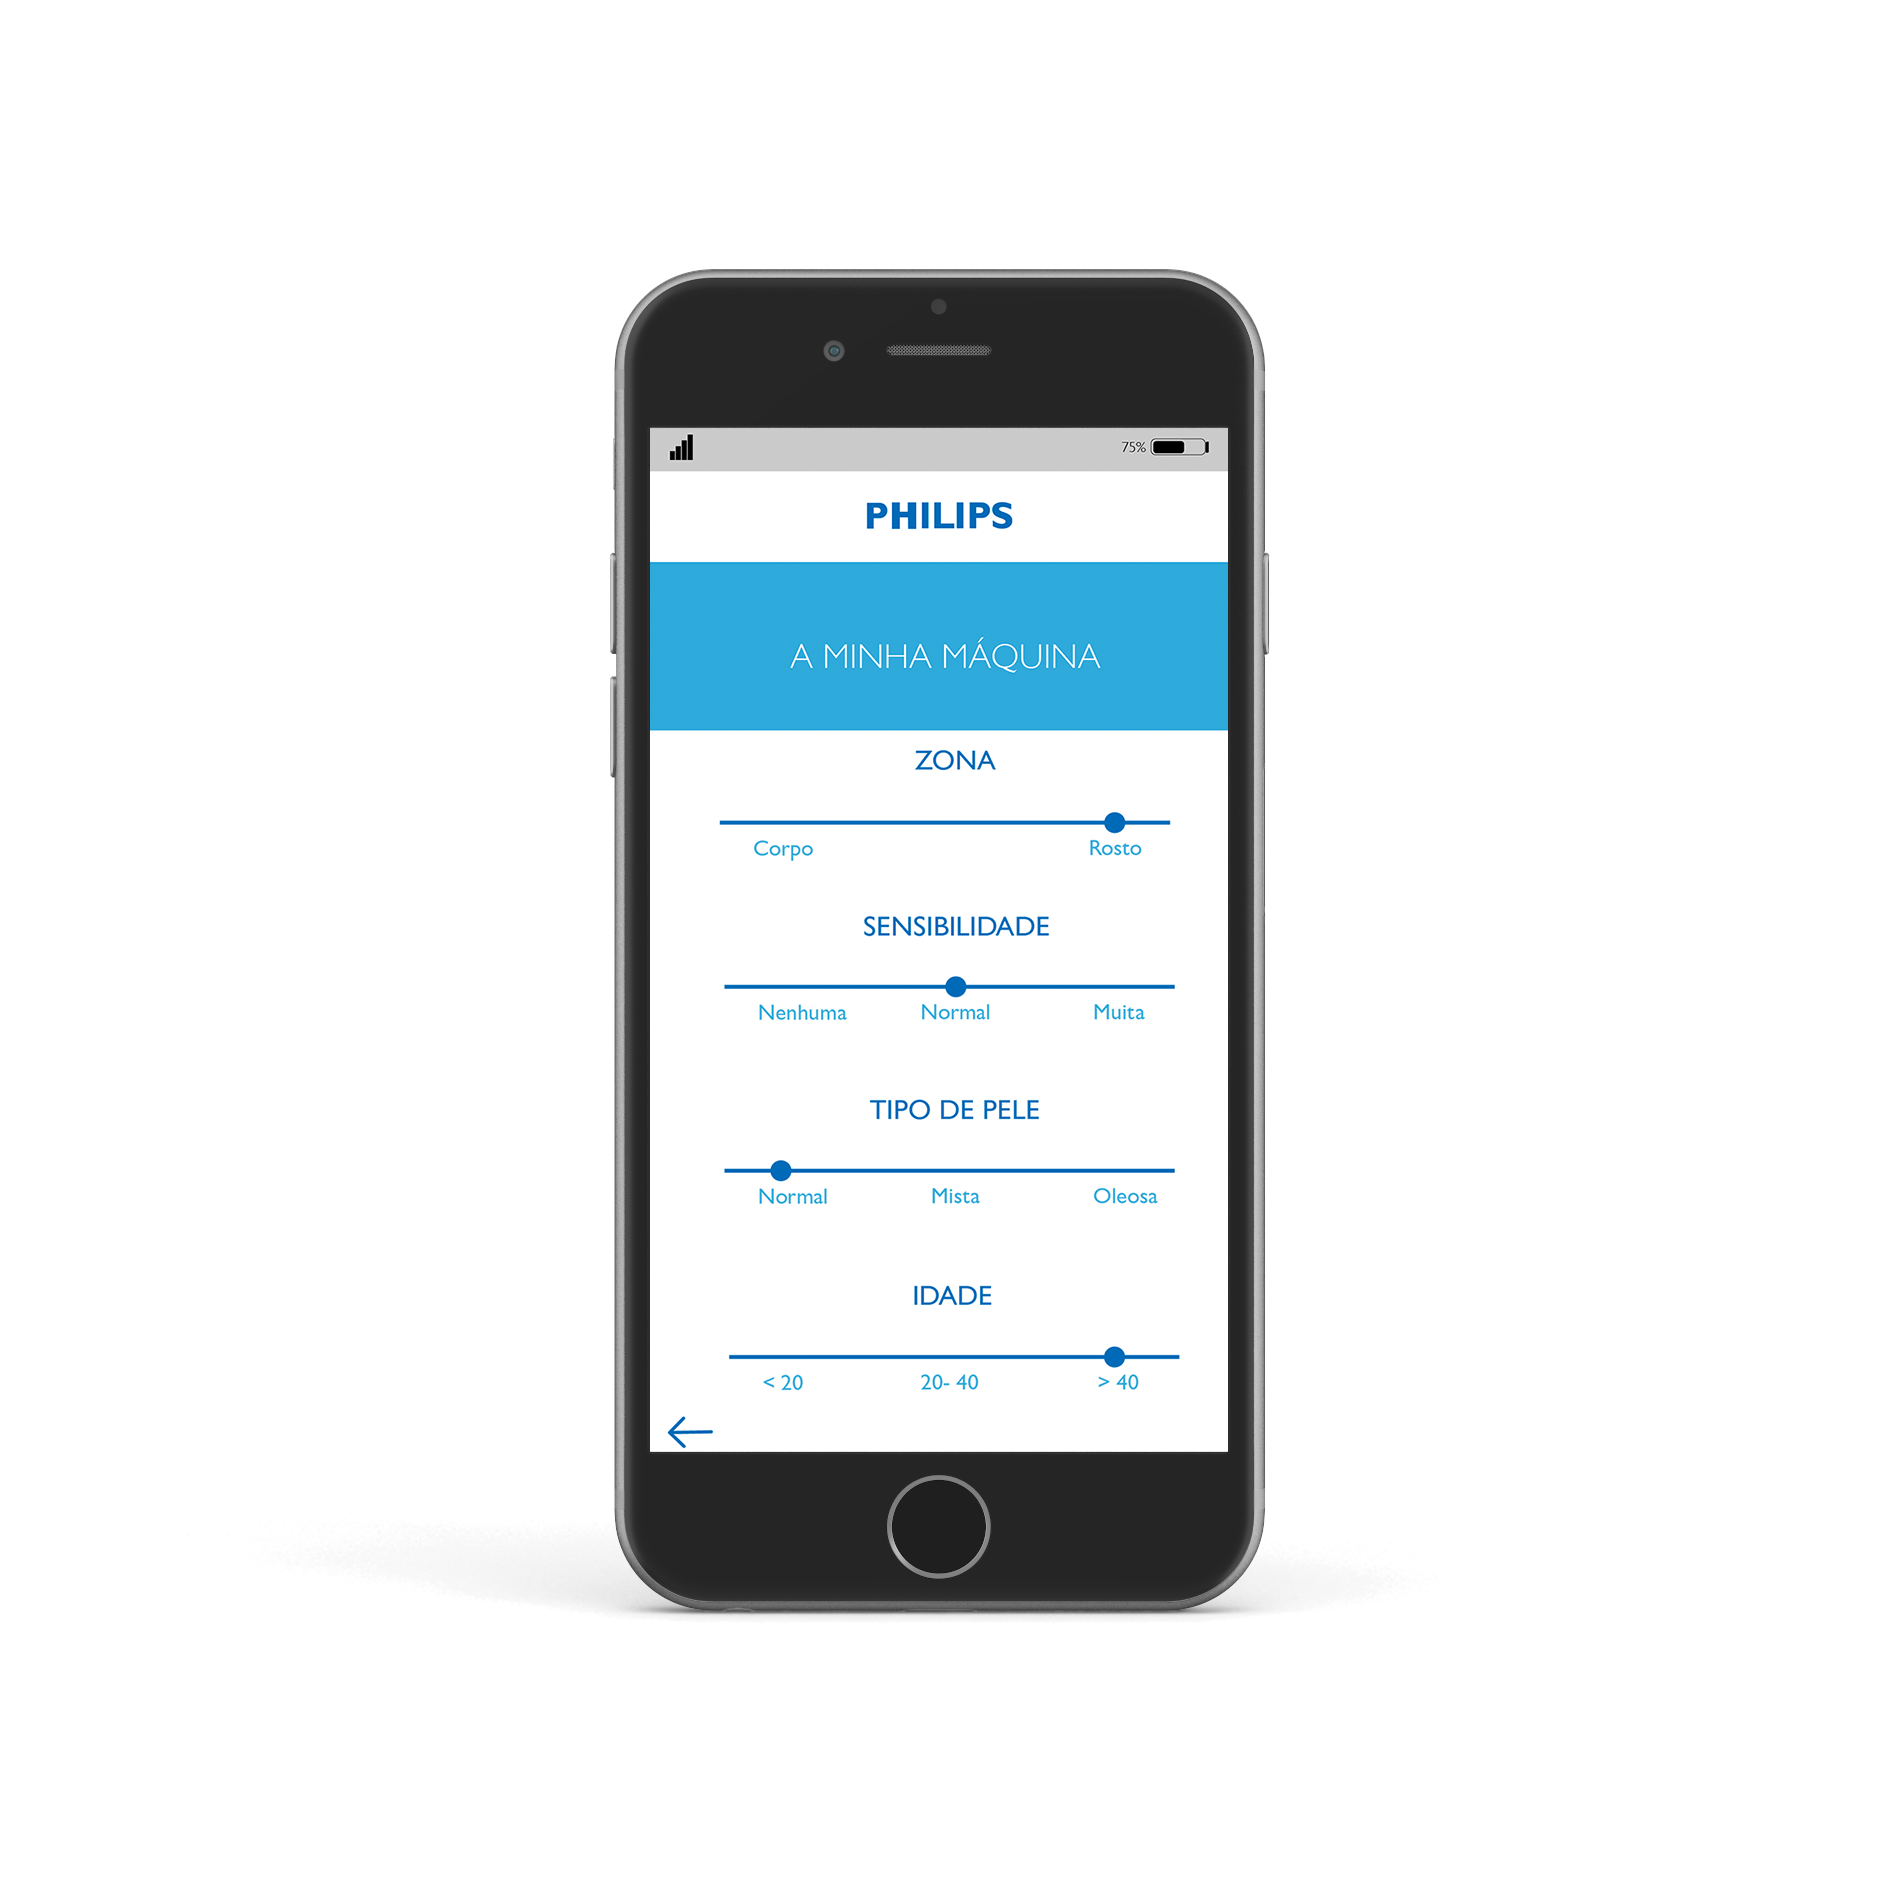 75%
PHILIPS
A MINHA MÁQUINA
ZONA
Corpo Rosto
SENSIBILIDADE
Nenhuma Normal Muita
TIPO DE PELE
Normal Mista Oleosa
IDADE
< 20 20- 40 > 40